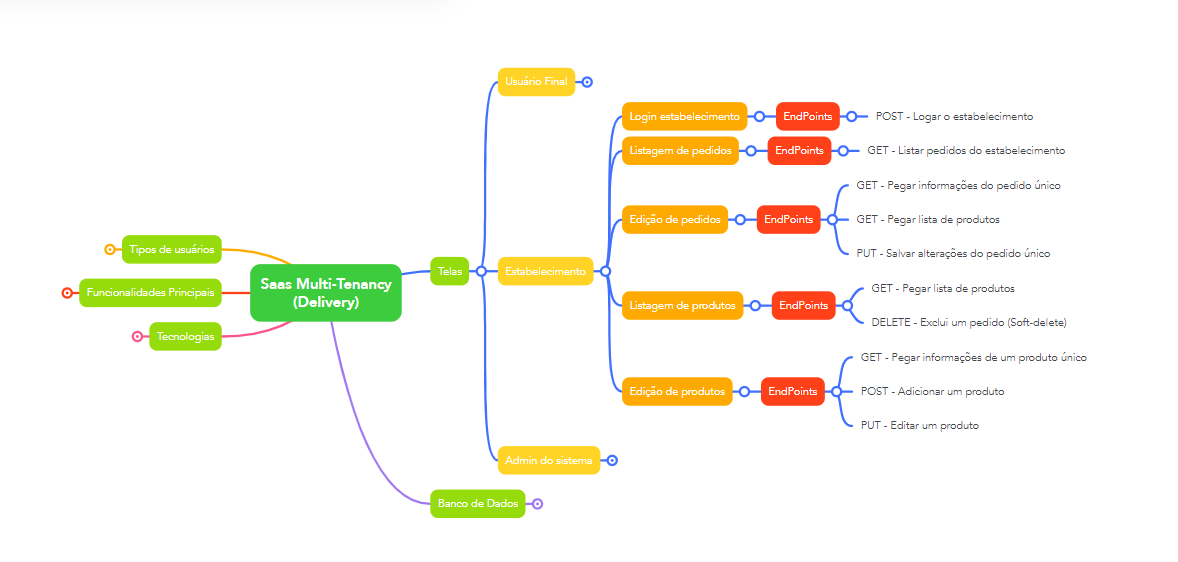 Usuário Final
Login estabelecimento
EndPoints
POST - Logar o estabelecimento
Listagem de pedidos
EndPoints
GET - Listar pedidos do estabelecimento
GET - Pegar informações do pedido único
Edição de pedidos
EndPoints
GET - Pegar lista de produtos
PUT - Salvar alterações do pedido único
Tipos de usuários
Funcionalidades Principais
Tecnologias
Saas Multi-Tenancy
(Delivery)
Telas
Estabelecimento
GET - Pegar lista de produtos
Listagem de produtos
EndPoints
DELETE - Exclui um pedido (Soft-delete)
GET - Pegar informações de um produto único
Edição de produtos
EndPoints
POST - Adicionar um produto
PUT - Editar um produto
Admin do sistema
Banco de Dados